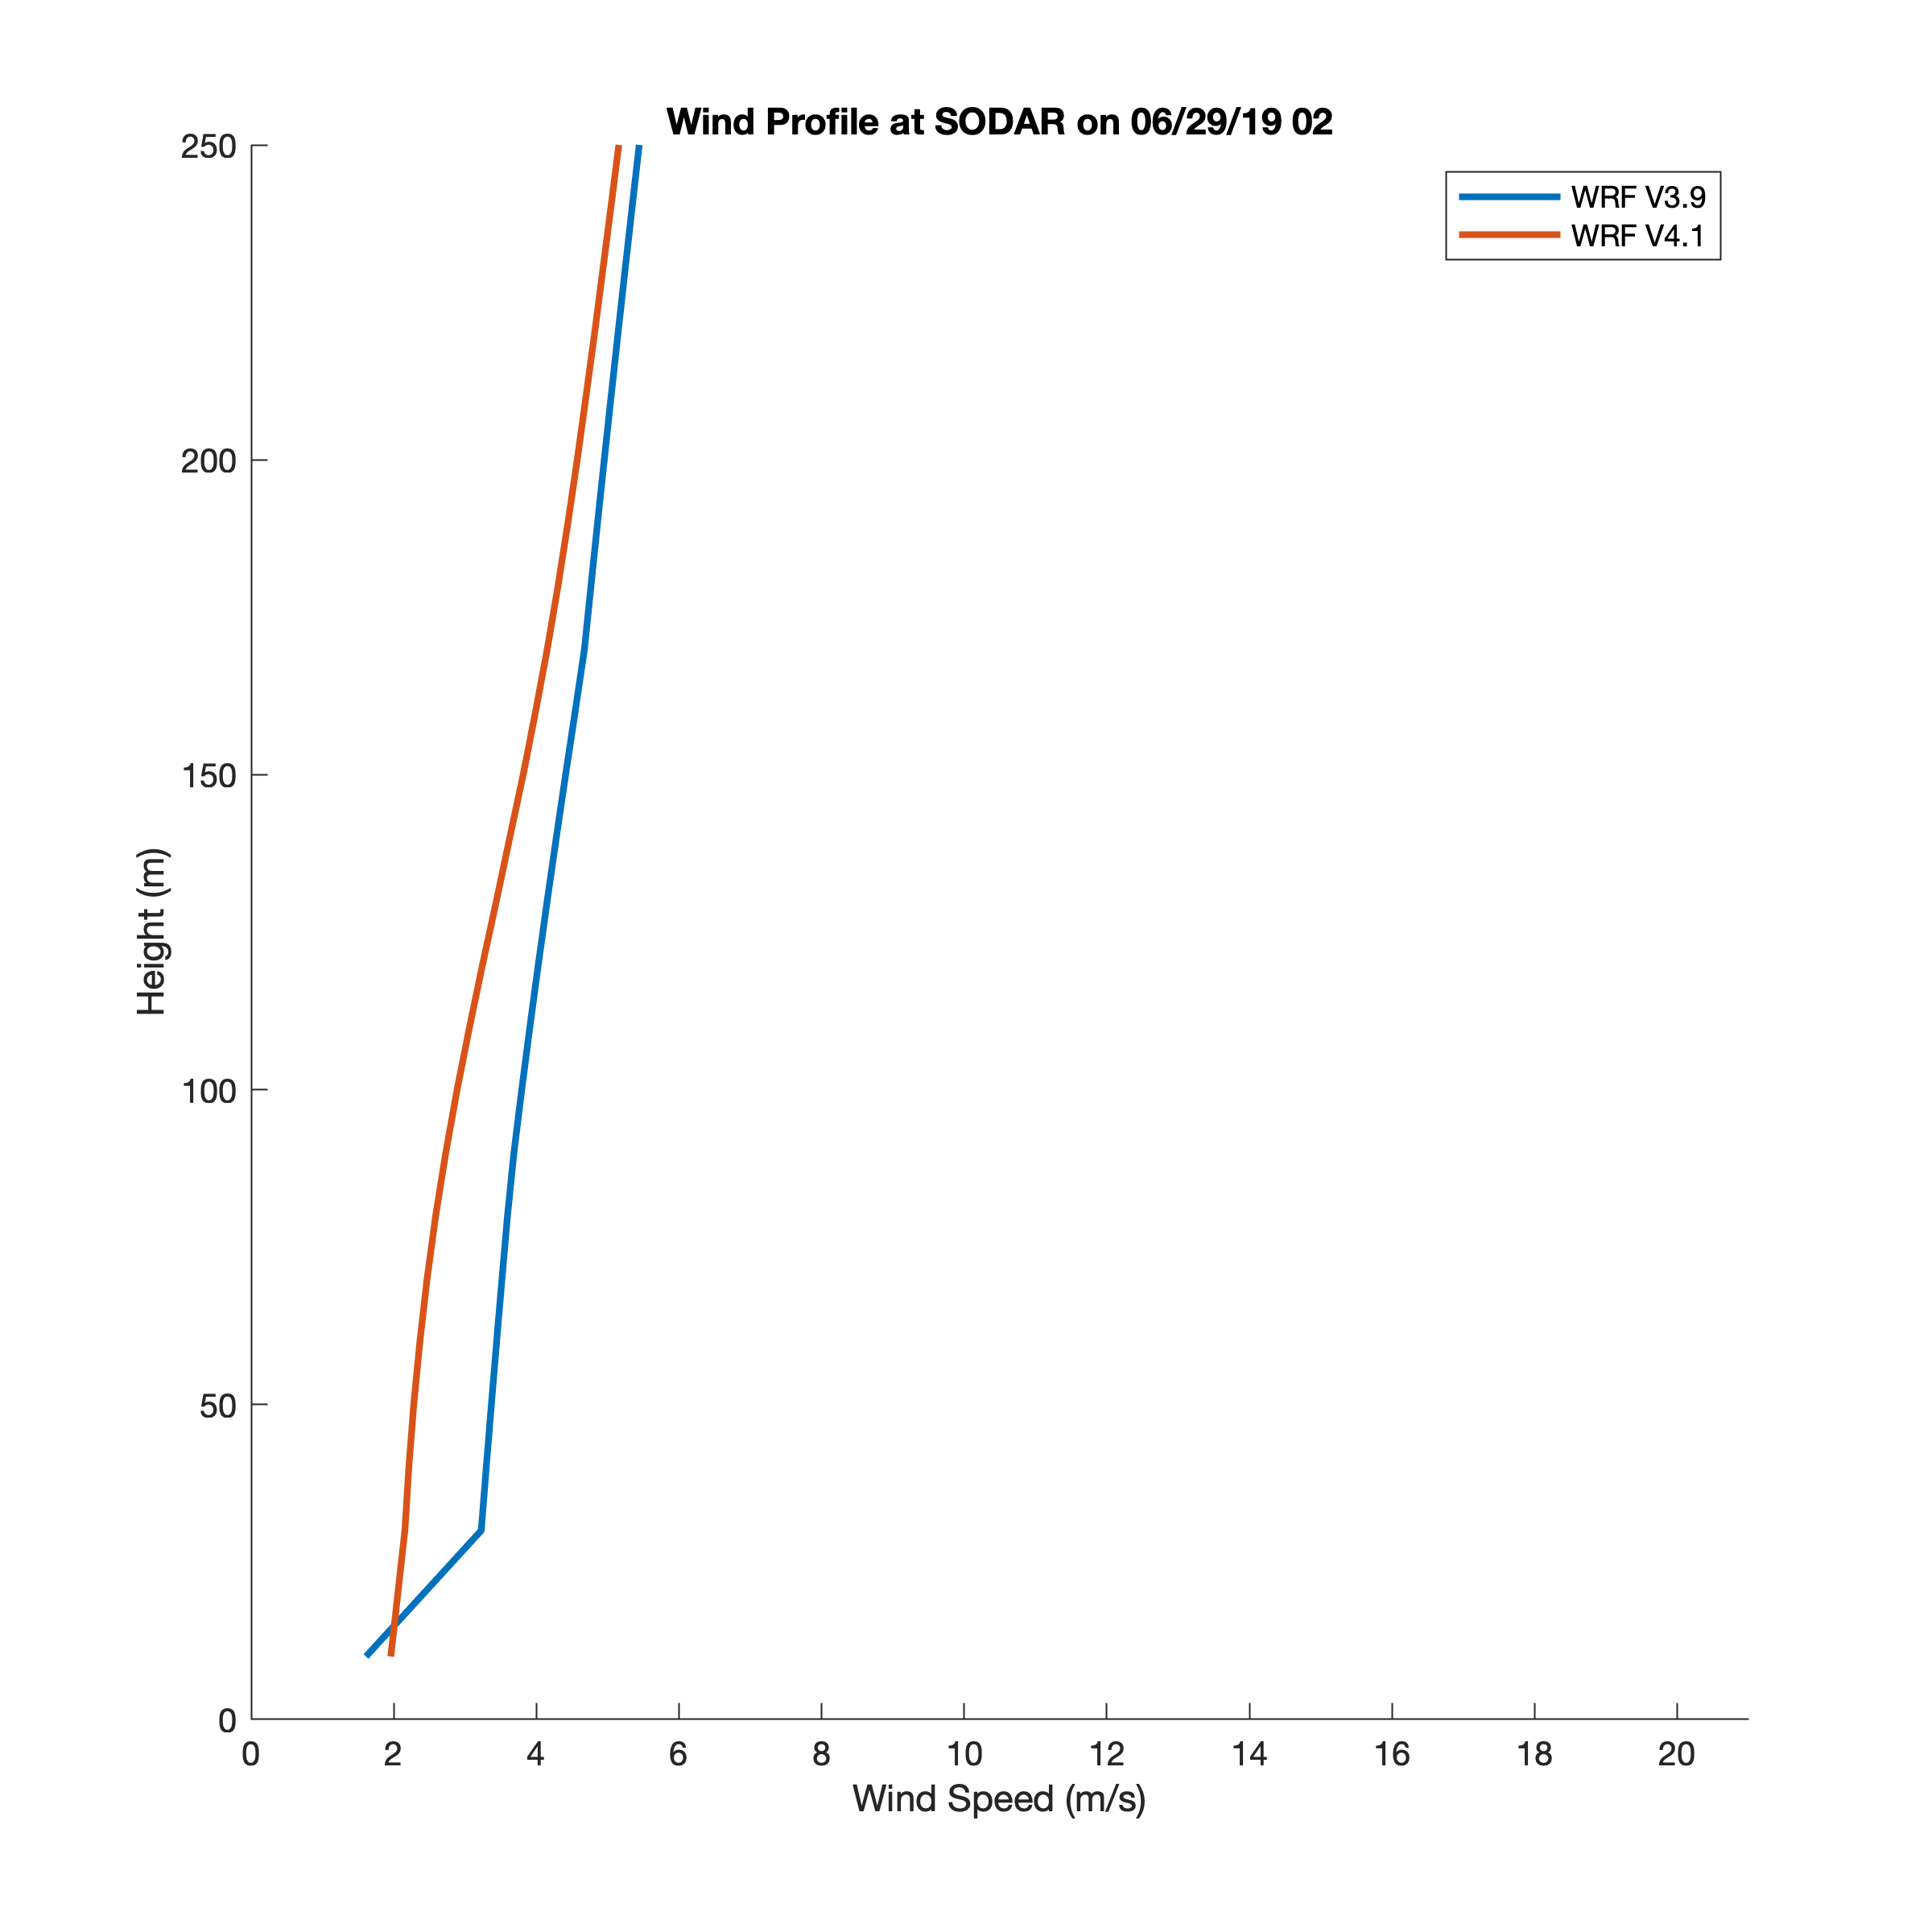 Wind Profile at SODAR on 06/29/19 02
WRF V3.9
WRF V4.1
250
200
150
100
50
0
Height (m)
0 2 4 6 8 10 12 14 16 18 20
Wind Speed (m/s)